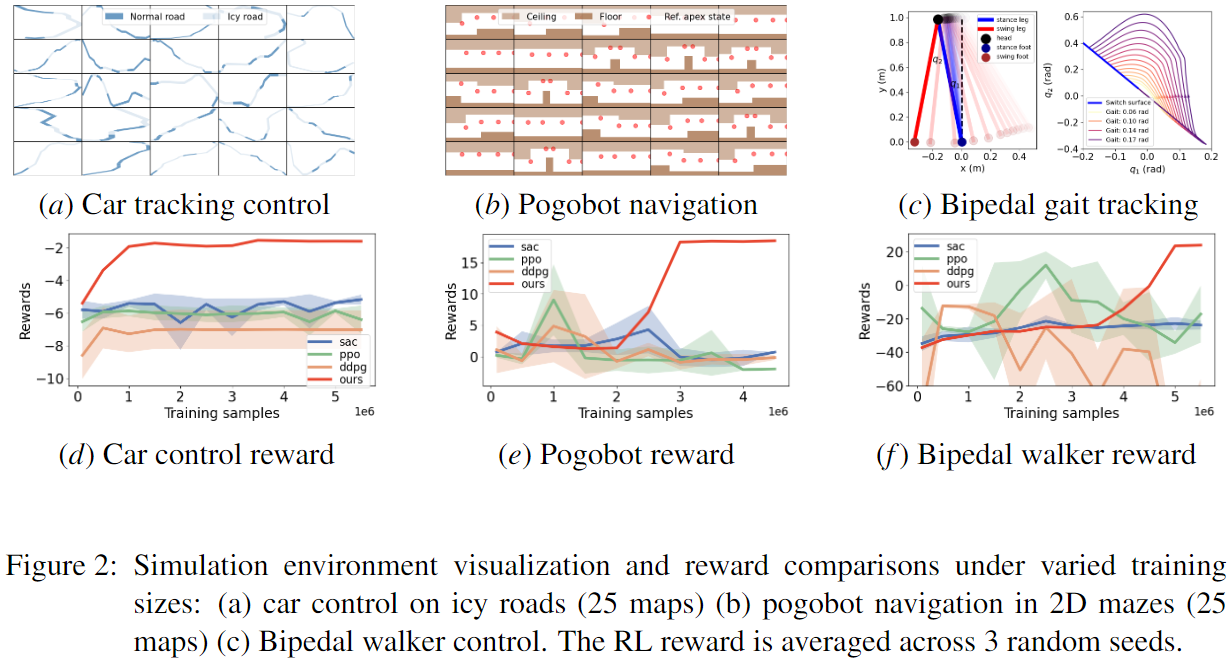 Normal road Icy road
Ceiling Floor Ref. apex state
1.0
0.8
0.6
0.4
0.2
0.0
y (m)
−0.2 0.0 0.2 0.4
x (m)
q2
stance leg
swing leg
head
stance foot
swing foot
0.6
0.4
0.2
0.0
−0.2
−0.4
q2 (rad)
Switch surface
Gait: 0.06 rad
Gait: 0.10 rad
Gait: 0.14 rad
Gait: 0.17 rad
−0.2 −0.1 0.0 0.1 0.2
q1 (rad)
(a) Car tracking control
(b) Pogobot navigation
(c) Bipedal gait tracking
−2
−4
−6
−8
−10
Rewards
sac
ppo
ddpg
ours
0 1 2 3 4 5
1e6
Training samples
15
10
5
0
Rewards
sac
ppo
ddpg
ours
0 1 2 3 4
1e6
Training samples
20
0
−20
−40
−60
Rewards
sac
ppo
ddpg
ours
0 1 2 3 4 5
1e6
Training samples
(d) Car control reward
(e) Pogobot reward
(f) Bipedal walker reward
Figure 2: Simulation environment visualization and reward comparisons under varied training
sizes: (a) car control on icy roads (25 maps) (b) pogobot navigation in 2D mazes (25
maps) (c) Bipedal walker control. The RL reward is averaged across 3 random seeds.